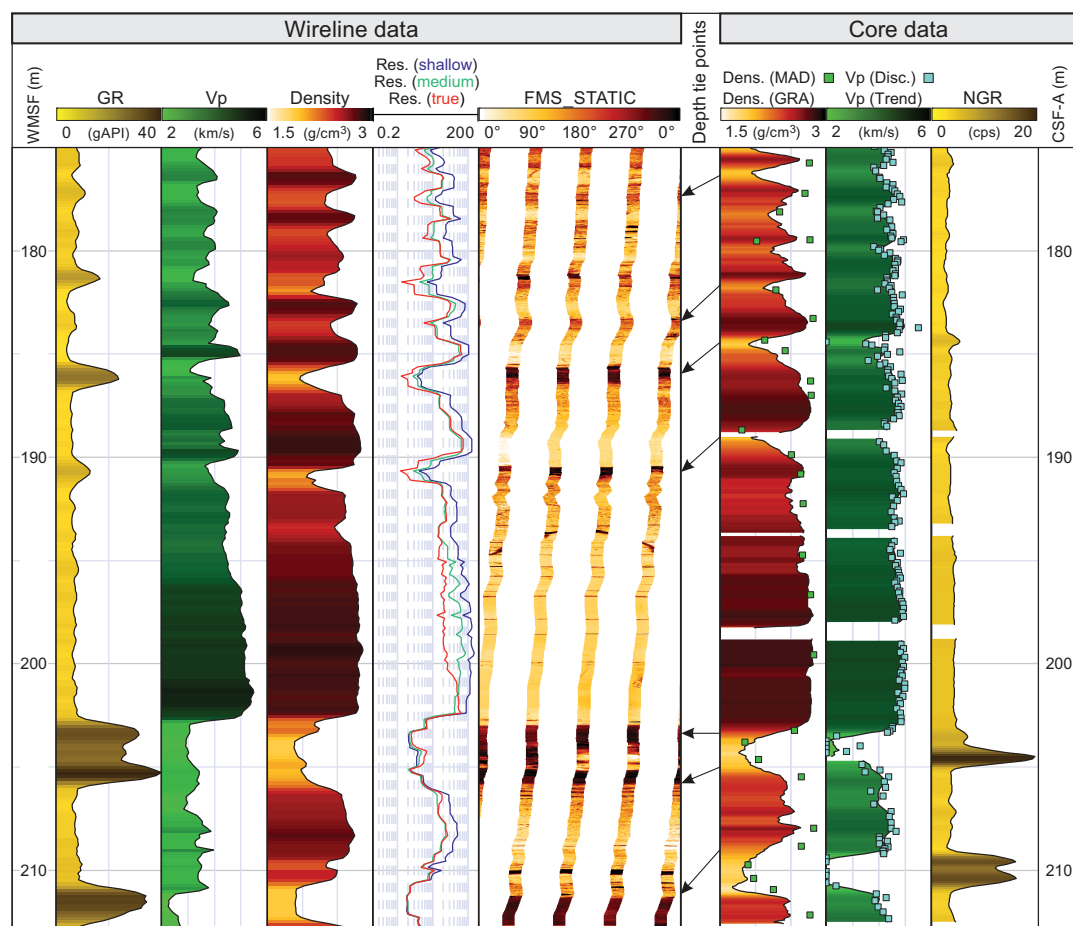 Wireline data
Depth tie points
Core data
WMSF (m)
GR
0 (gAPI) 40
Vp
2 (km/s) 6
Density
1.5 (g/cm³) 3
Res. (shallow)
Res. (medium)
Res. (true)
0.2 200
FMS_STATIC
0° 90° 180° 270° 0°
Dens. (MAD)
Dens. (GRA)
1.5 (g/cm³) 3
Vp (Disc.)
Vp (Trend)
2 (km/s) 6
NGR
0 (cps) 20
CSF-A (m)
180 180
190 190
200 200
210 210